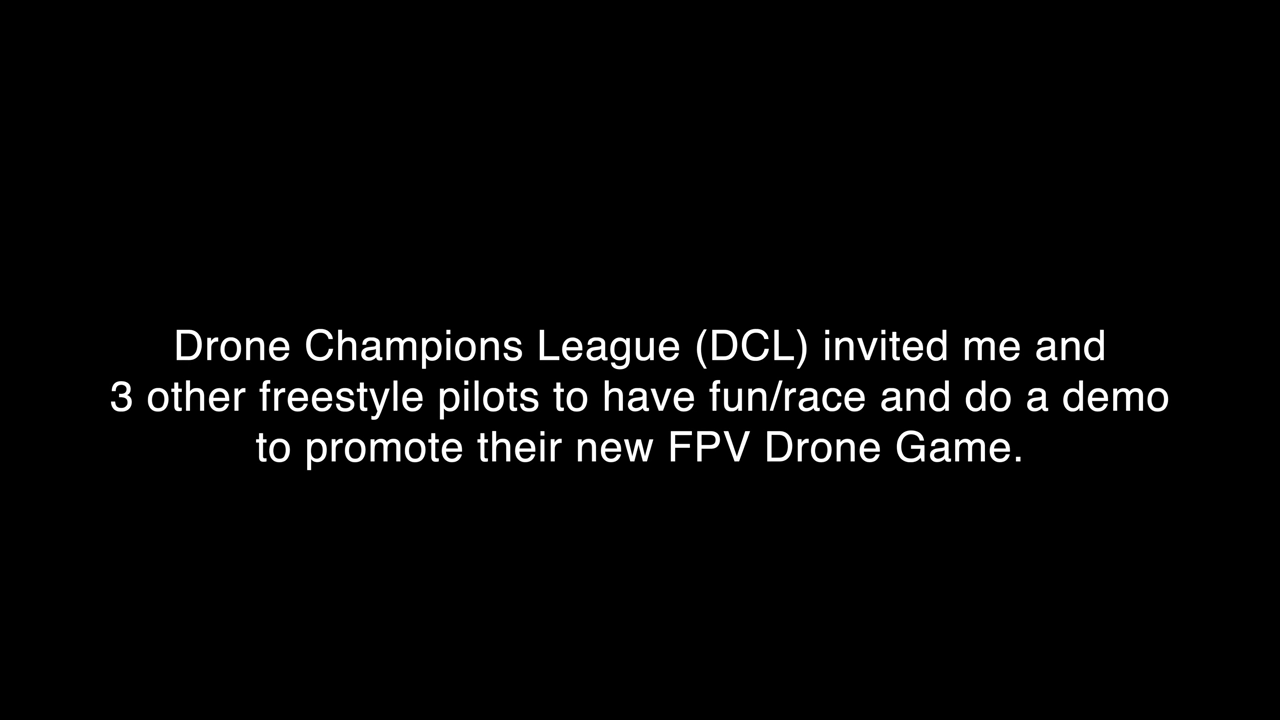 Drone Champions League (DCL) invited me and
3 other freestyle pilots to have fun/race and do a demo
to promote their new FPV Drone Game.